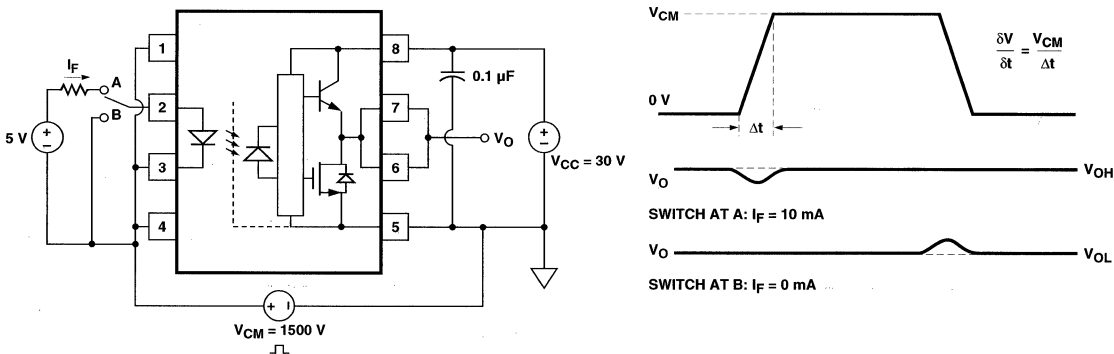 1
2
3
4
8
7
6
5
I_F
A
B
5 V
+
−
0.1 µF
V_O
+
−
V_CC = 30 V
+ −
V_CM = 1500 V
V_CM
0 V
Δt
δV/δt = V_CM/Δt
V_O
V_OH
SWITCH AT A: I_F = 10 mA
V_O
V_OL
SWITCH AT B: I_F = 0 mA